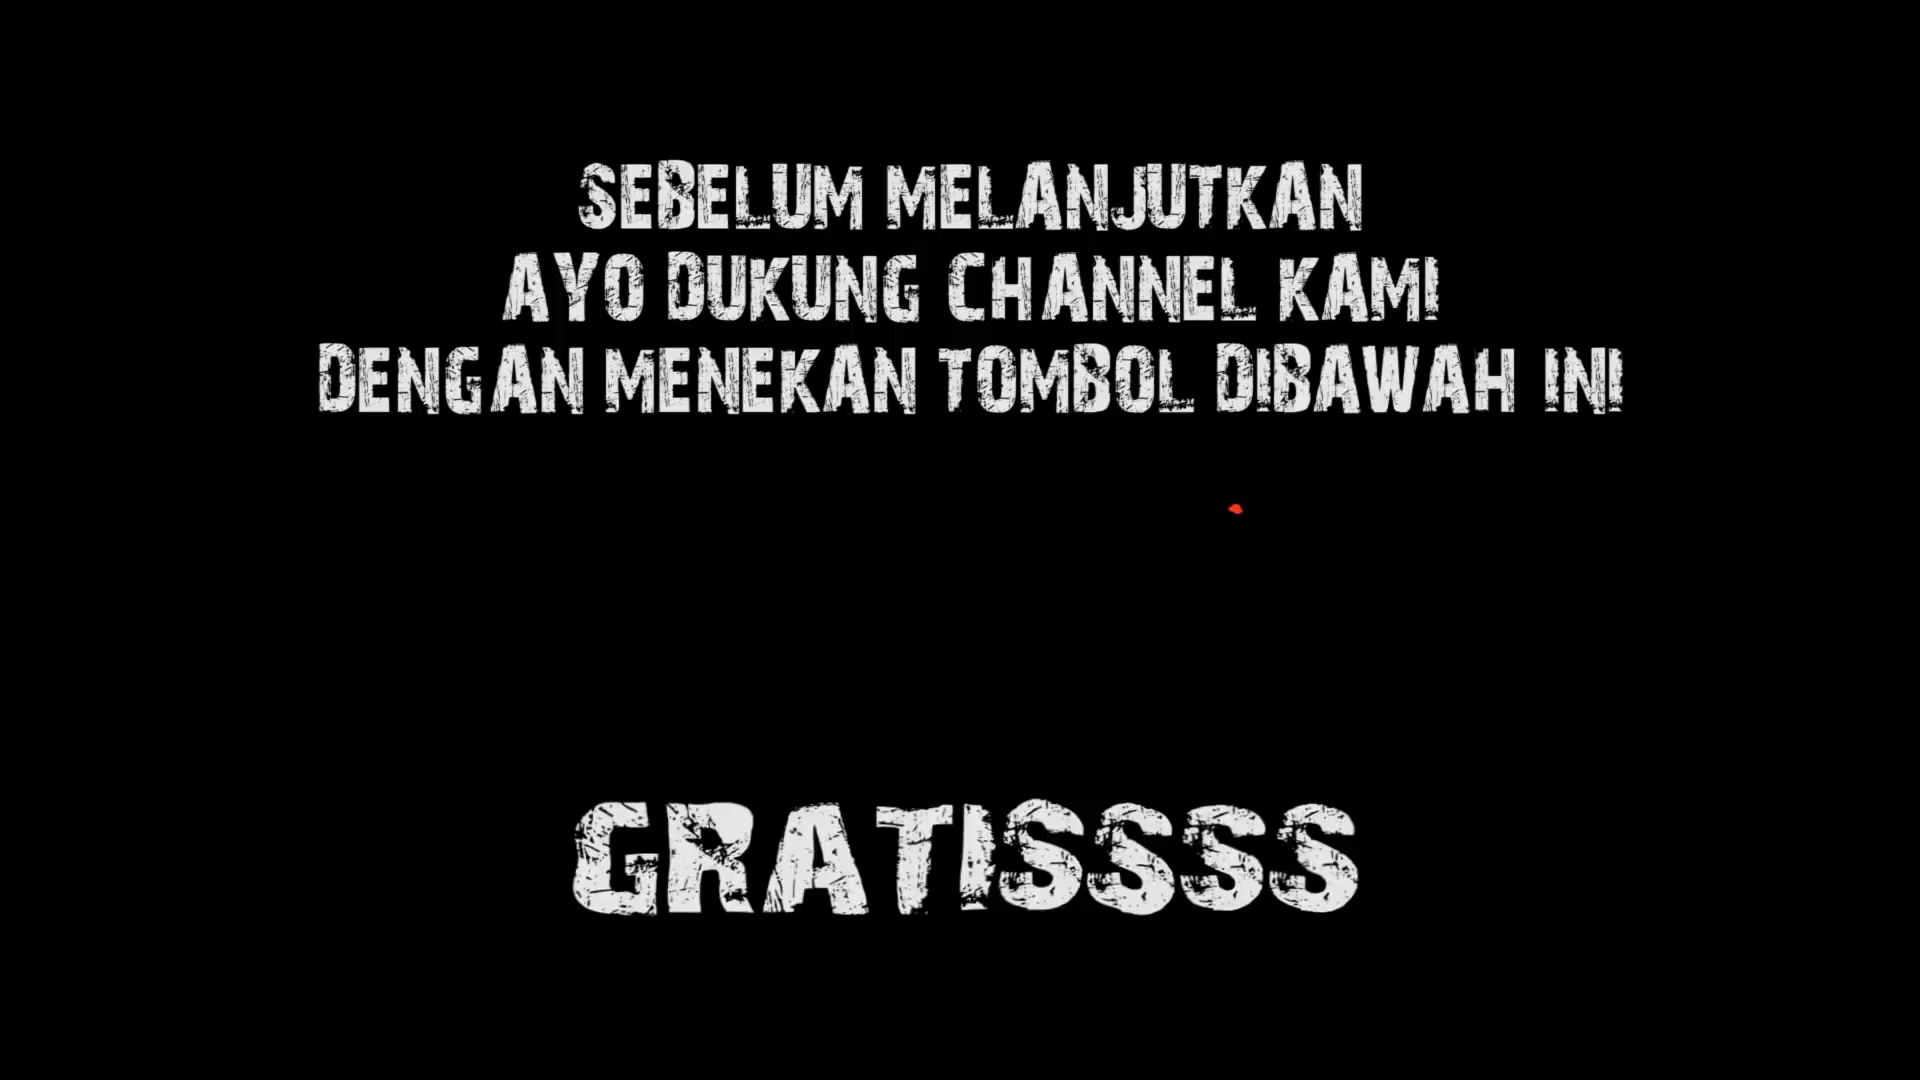 SEBELUM MELANJUTKAN
AYO DUKUNG CHANNEL KAMI
DENGAN MENEKAN TOMBOL DIBAWAH INI
GRATISSSS